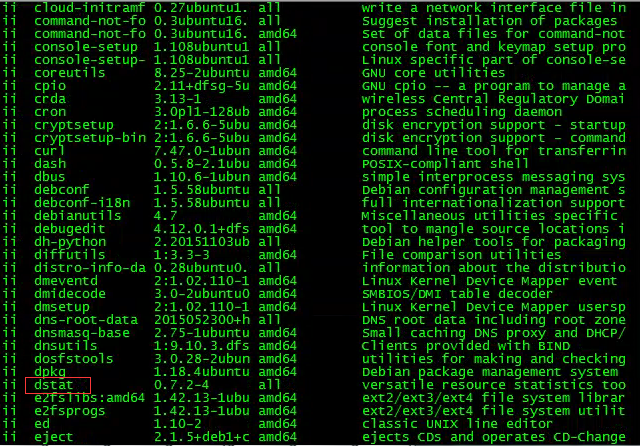 ii cloud-initramf 0.27ubuntu1. all write a network interface file in
ii command-not-fo 0.3ubuntu16. all Suggest installation of packages
ii command-not-fo 0.3ubuntu16. amd64 Set of data files for command-not
ii console-setup 1.108ubuntu1 all console font and keymap setup pro
ii console-setup- 1.108ubuntu1 all Linux specific part of console-se
ii coreutils 8.25-2ubuntu amd64 GNU core utilities
ii cpio 2.11+dfsg-5u amd64 GNU cpio -- a program to manage a
ii crda 3.13-1 amd64 wireless Central Regulatory Domai
ii cron 3.0pl1-128ub amd64 process scheduling daemon
ii cryptsetup 2:1.6.6-5ubu amd64 disk encryption support - startup
ii cryptsetup-bin 2:1.6.6-5ubu amd64 disk encryption support - command
ii curl 7.47.0-1ubun amd64 command line tool for transferrin
ii dash 0.5.8-2.1ubu amd64 POSIX-compliant shell
ii dbus 1.10.6-1ubun amd64 simple interprocess messaging sys
ii debconf 1.5.58ubuntu all Debian configuration management s
ii debconf-i18n 1.5.58ubuntu all full internationalization support
ii debianutils 4.7 amd64 Miscellaneous utilities specific
ii debugedit 4.12.0.1+dfs amd64 tool to mangle source locations i
ii dh-python 2.20151103ub all Debian helper tools for packaging
ii diffutils 1:3.3-3 amd64 File comparison utilities
ii distro-info-da 0.28ubuntu0. all information about the distributio
ii dmeventd 2:1.02.110-1 amd64 Linux Kernel Device Mapper event
ii dmidecode 3.0-2ubuntu0 amd64 SMBIOS/DMI table decoder
ii dmsetup 2:1.02.110-1 amd64 Linux Kernel Device Mapper usersp
ii dns-root-data 2015052300+h all DNS root data including root zone
ii dnsmasq-base 2.75-1ubuntu amd64 Small caching DNS proxy and DHCP/
ii dnsutils 1:9.10.3.dfs amd64 Clients provided with BIND
ii dosfstools 3.0.28-2ubun amd64 utilities for making and checking
ii dpkg 1.18.4ubuntu amd64 Debian package management system
ii dstat 0.7.2-4 all versatile resource statistics too
ii e2fslibs:amd64 1.42.13-1ubu amd64 ext2/ext3/ext4 file system librar
ii e2fsprogs 1.42.13-1ubu amd64 ext2/ext3/ext4 file system utilit
ii ed 1.10-2 amd64 classic UNIX line editor
ii eject 2.1.5+deb1+c amd64 ejects CDs and operates CD-Change